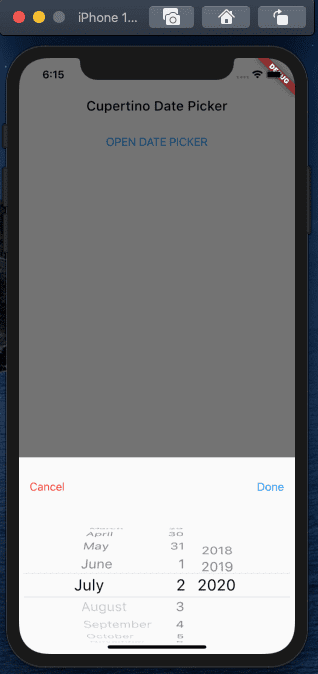 iPhone 1...
6:15
DEBUG
Cupertino Date Picker
OPEN DATE PICKER
Cancel Done
April 30
May 31 2018
June 1 2019
July 2 2020
August 3
September 4
October 5